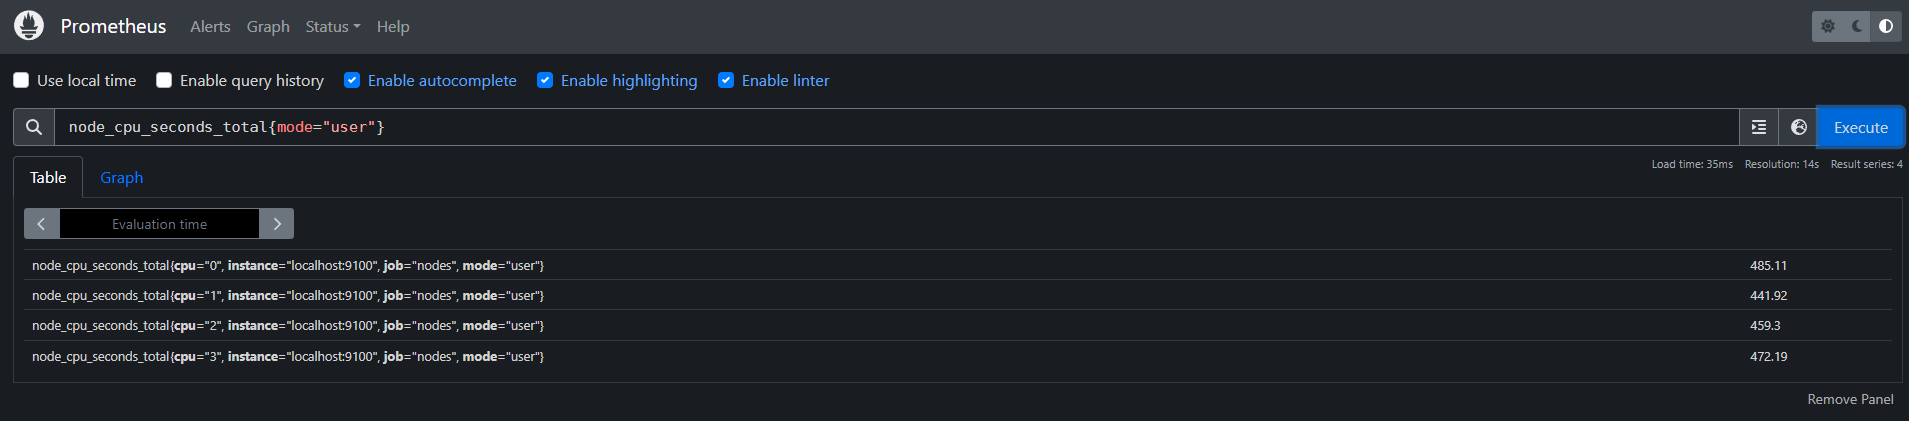 Prometheus Alerts Graph Status Help
Use local time Enable query history Enable autocomplete Enable highlighting Enable linter
node_cpu_seconds_total{mode="user"} Execute
Table Graph Load time: 35ms Resolution: 14s Result series: 4
Evaluation time
node_cpu_seconds_total{cpu="0", instance="localhost:9100", job="nodes", mode="user"} 485.11
node_cpu_seconds_total{cpu="1", instance="localhost:9100", job="nodes", mode="user"} 441.92
node_cpu_seconds_total{cpu="2", instance="localhost:9100", job="nodes", mode="user"} 459.3
node_cpu_seconds_total{cpu="3", instance="localhost:9100", job="nodes", mode="user"} 472.19
Remove Panel